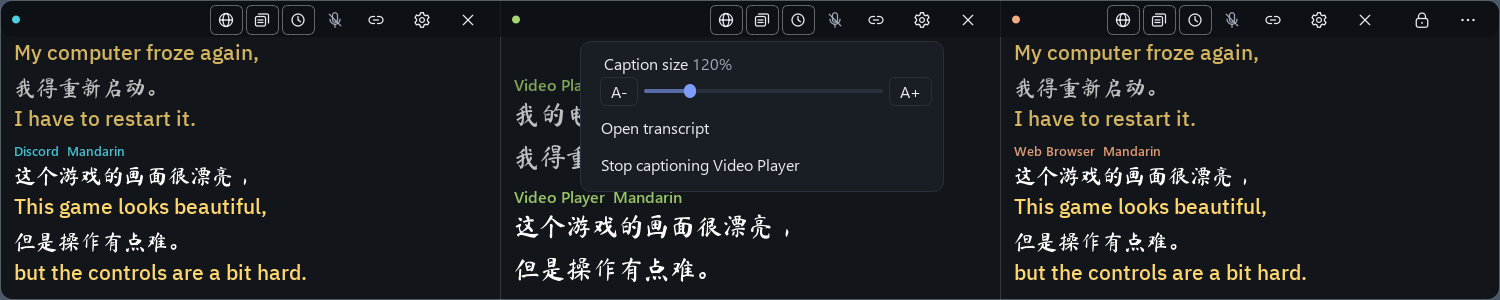 My computer froze again,
我得重新启动。
I have to restart it.
Discord Mandarin
这个游戏的画面很漂亮，
This game looks beautiful,
但是操作有点难。
but the controls are a bit hard.
Caption size 120%
A- A+
Open transcript
Stop captioning Video Player
Video Pla
我的
我得重
Video Player Mandarin
这个游戏的画面很漂亮，
但是操作有点难。
My computer froze again,
我得重新启动。
I have to restart it.
Web Browser Mandarin
这个游戏的画面很漂亮，
This game looks beautiful,
但是操作有点难。
but the controls are a bit hard.